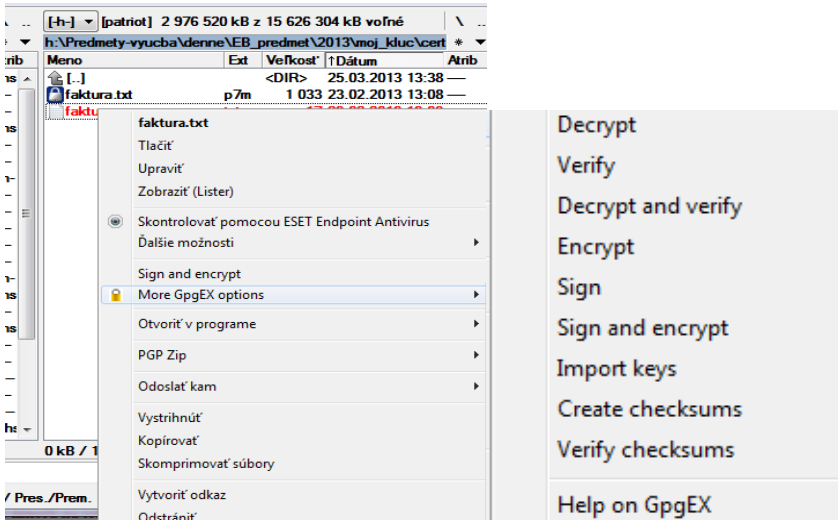 [-h-] [patriot] 2 976 520 kB z 15 626 304 kB voľné \ ..
h:\Predmety-vyucba\denne\EB_predmet\2013\moj_kluc\cert * ▼
Meno Ext Veľkosť ↑Dátum Atrib
[..] <DIR> 25.03.2013 13:38 —
faktura.txt p7m 1 033 23.02.2013 13:08 —
faktu
faktura.txt
Tlačiť
Upraviť
Zobraziť (Lister)
Skontrolovať pomocou ESET Endpoint Antivirus
Ďalšie možnosti
Sign and encrypt
More GpgEX options
Otvoriť v programe
PGP Zip
Odoslať kam
Vystrihnúť
Kopírovať
Skomprimovať súbory
Vytvoriť odkaz
Odstrániť
0 kB / 1
/ Pres./Prem.
Decrypt
Verify
Decrypt and verify
Encrypt
Sign
Sign and encrypt
Import keys
Create checksums
Verify checksums
Help on GpgEX